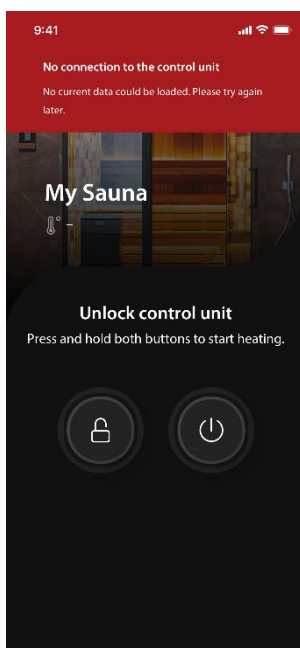 9:41
No connection to the control unit
No current data could be loaded. Please try again
later.
My Sauna
° –
Unlock control unit
Press and hold both buttons to start heating.